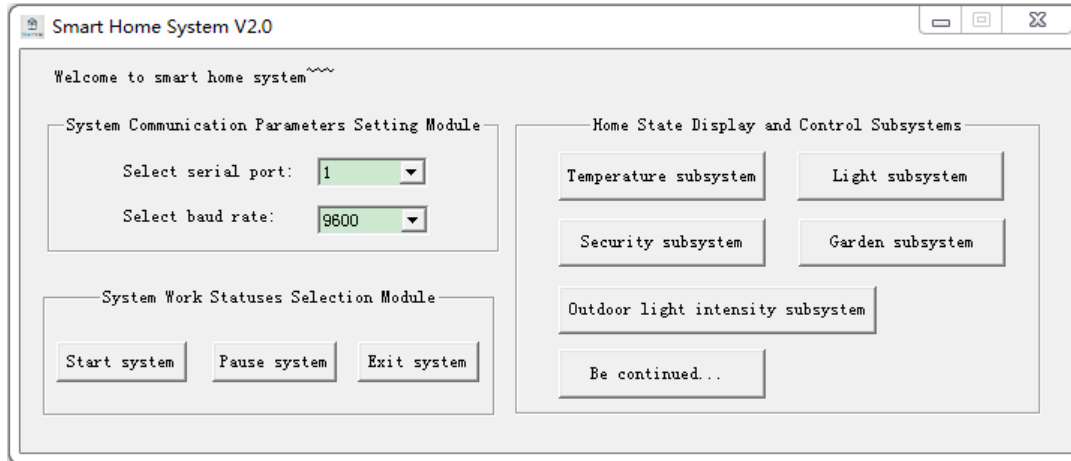 Smart Home System V2.0
Welcome to smart home system~~~
System Communication Parameters Setting Module
Select serial port: 1
Select baud rate: 9600
System Work Statuses Selection Module
Start system Pause system Exit system
Home State Display and Control Subsystems
Temperature subsystem Light subsystem
Security subsystem Garden subsystem
Outdoor light intensity subsystem
Be continued...